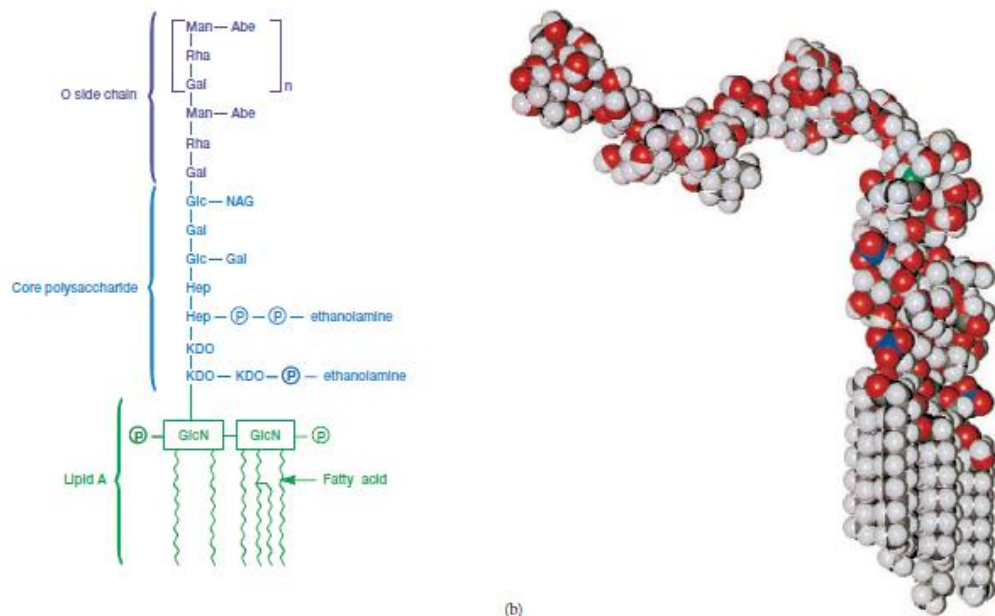 Man — Abe
Rha
Gal
n
O side chain
Man — Abe
Rha
Gal
Glc — NAG
Gal
Glc — Gal
Core polysaccharide
Hep
Hep — P — P — ethanolamine
KDO
KDO — KDO — P — ethanolamine
P — GlcN — GlcN — P
Lipid A
Fatty acid
(b)